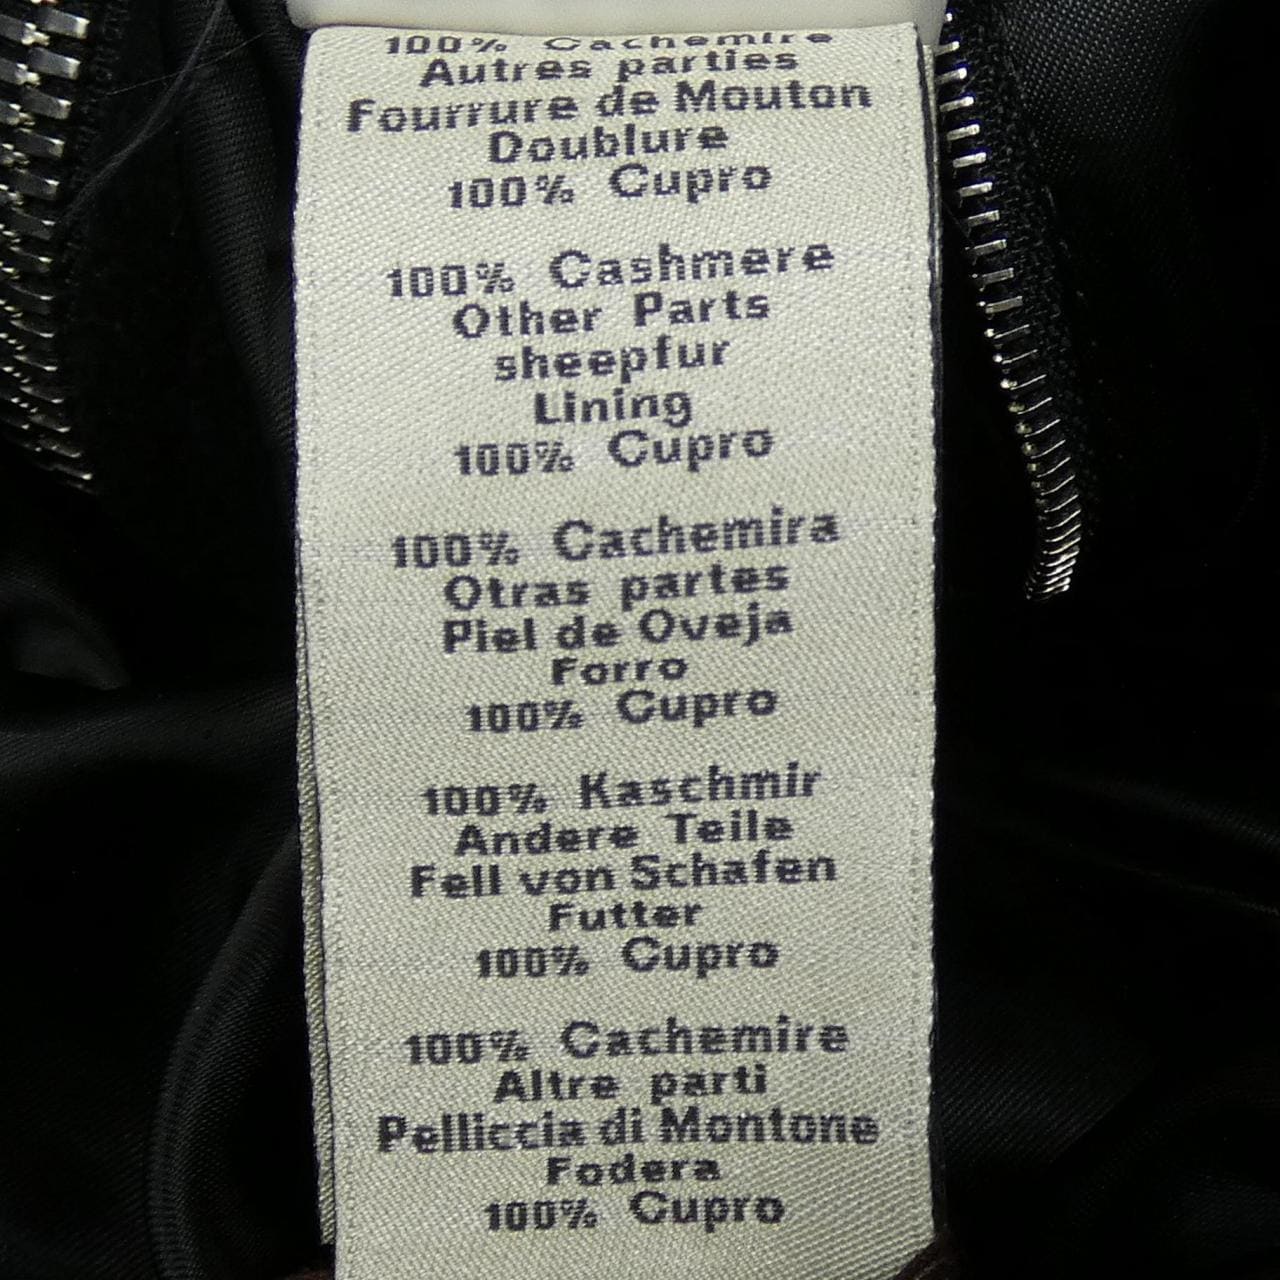 100% Cachemire
Autres parties
Fourrure de Mouton
Doublure
100% Cupro
100% Cashmere
Other Parts
sheepfur
Lining
100% Cupro
100% Cachemira
Otras partes
Piel de Oveja
Forro
100% Cupro
100% Kaschmir
Andere Teile
Fell von Schafen
Futter
100% Cupro
100% Cachemire
Altre parti
Pelliccia di Montone
Fodera
100% Cupro